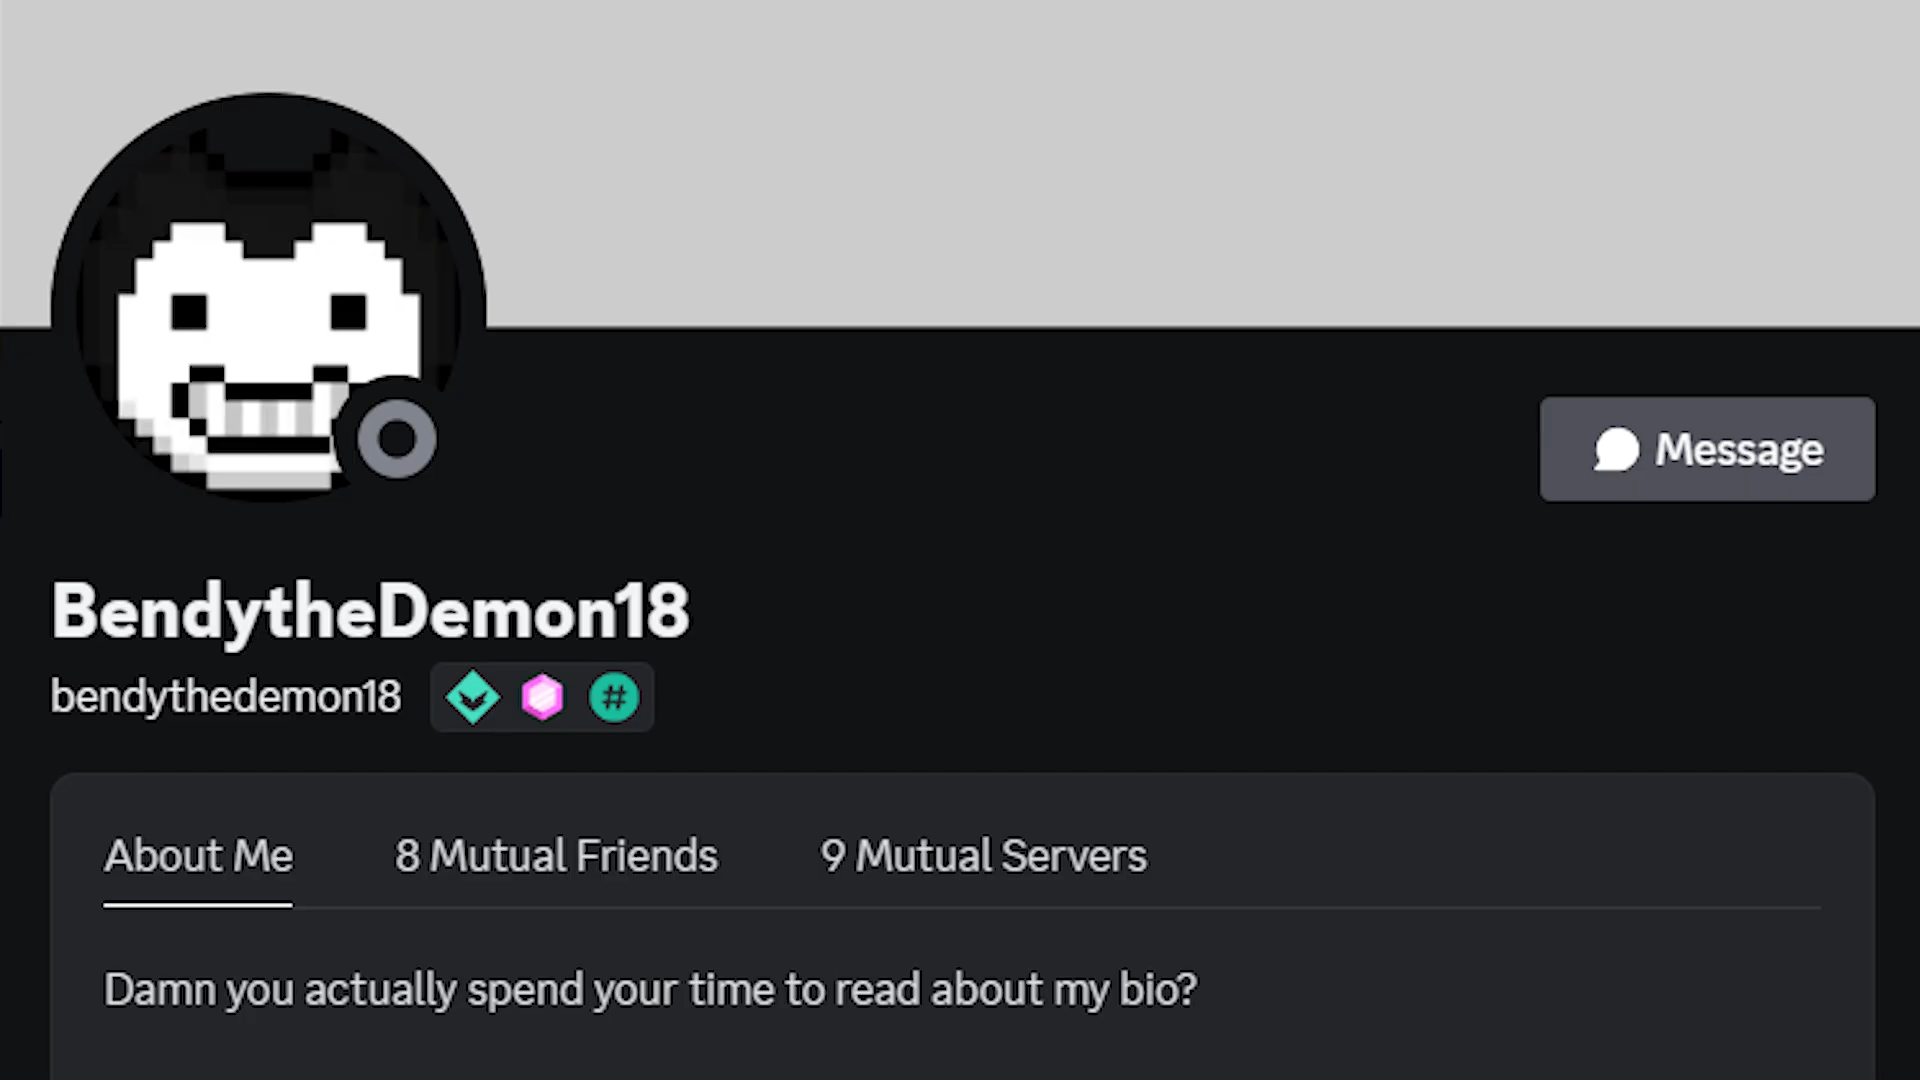 Message
BendytheDemon18
bendythedemon18 #
About Me 8 Mutual Friends 9 Mutual Servers
Damn you actually spend your time to read about my bio?